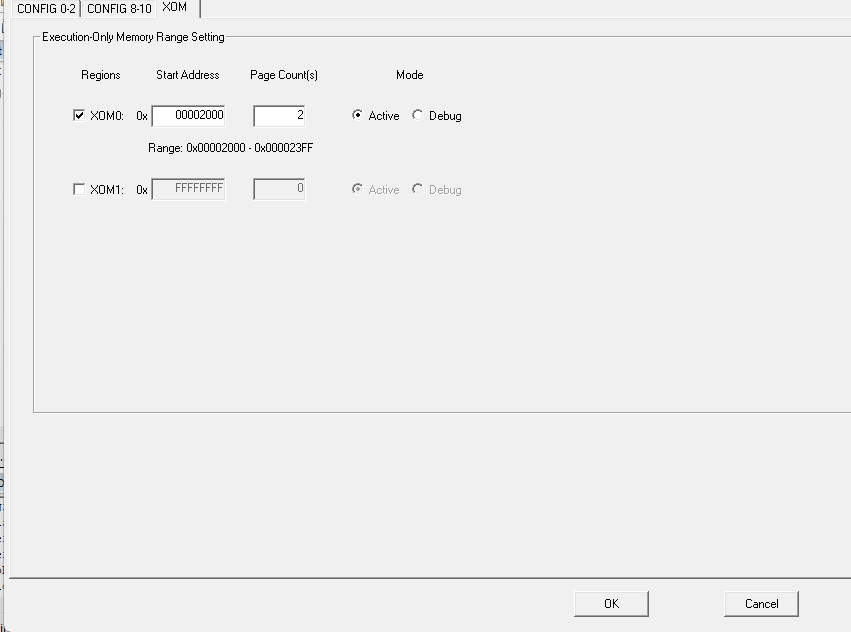 CONFIG 0-2 CONFIG 8-10 XOM
Execution-Only Memory Range Setting
Regions Start Address Page Count(s) Mode
XOM0: 0x 00002000 2 Active Debug
Range: 0x00002000 - 0x000023FF
XOM1: 0x FFFFFFFF 0 Active Debug
OK Cancel